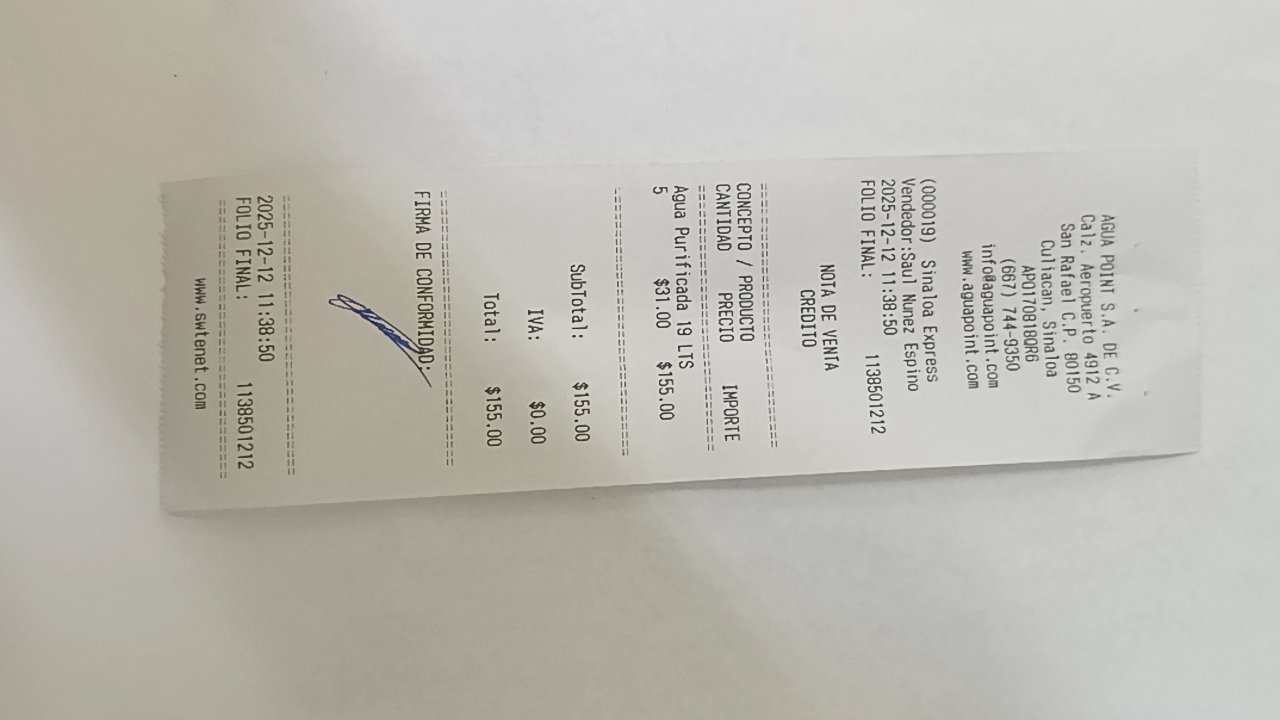 AGUA POINT S.A. DE C.V.
Calz. Aeropuerto 4912 A
San Rafael C.P. 80150
Culiacan, Sinaloa
APO170818QR6
(667) 744-9350
info@aguapoint.com
www.aguapoint.com
(000019) Sinaloa Express
Vendedor:Saul Nunez Espino
2025-12-12 11:38:50
FOLIO FINAL: 1138501212
NOTA DE VENTA
CREDITO
===========================
CONCEPTO / PRODUCTO
CANTIDAD PRECIO IMPORTE
===========================
Agua Purificada 19 LTS
5 $31.00 $155.00
---------------------------
SubTotal: $155.00
IVA: $0.00
Total: $155.00
===========================
FIRMA DE CONFORMIDAD:
===========================
2025-12-12 11:38:50
FOLIO FINAL: 1138501212
===========================
www.swtenet.com